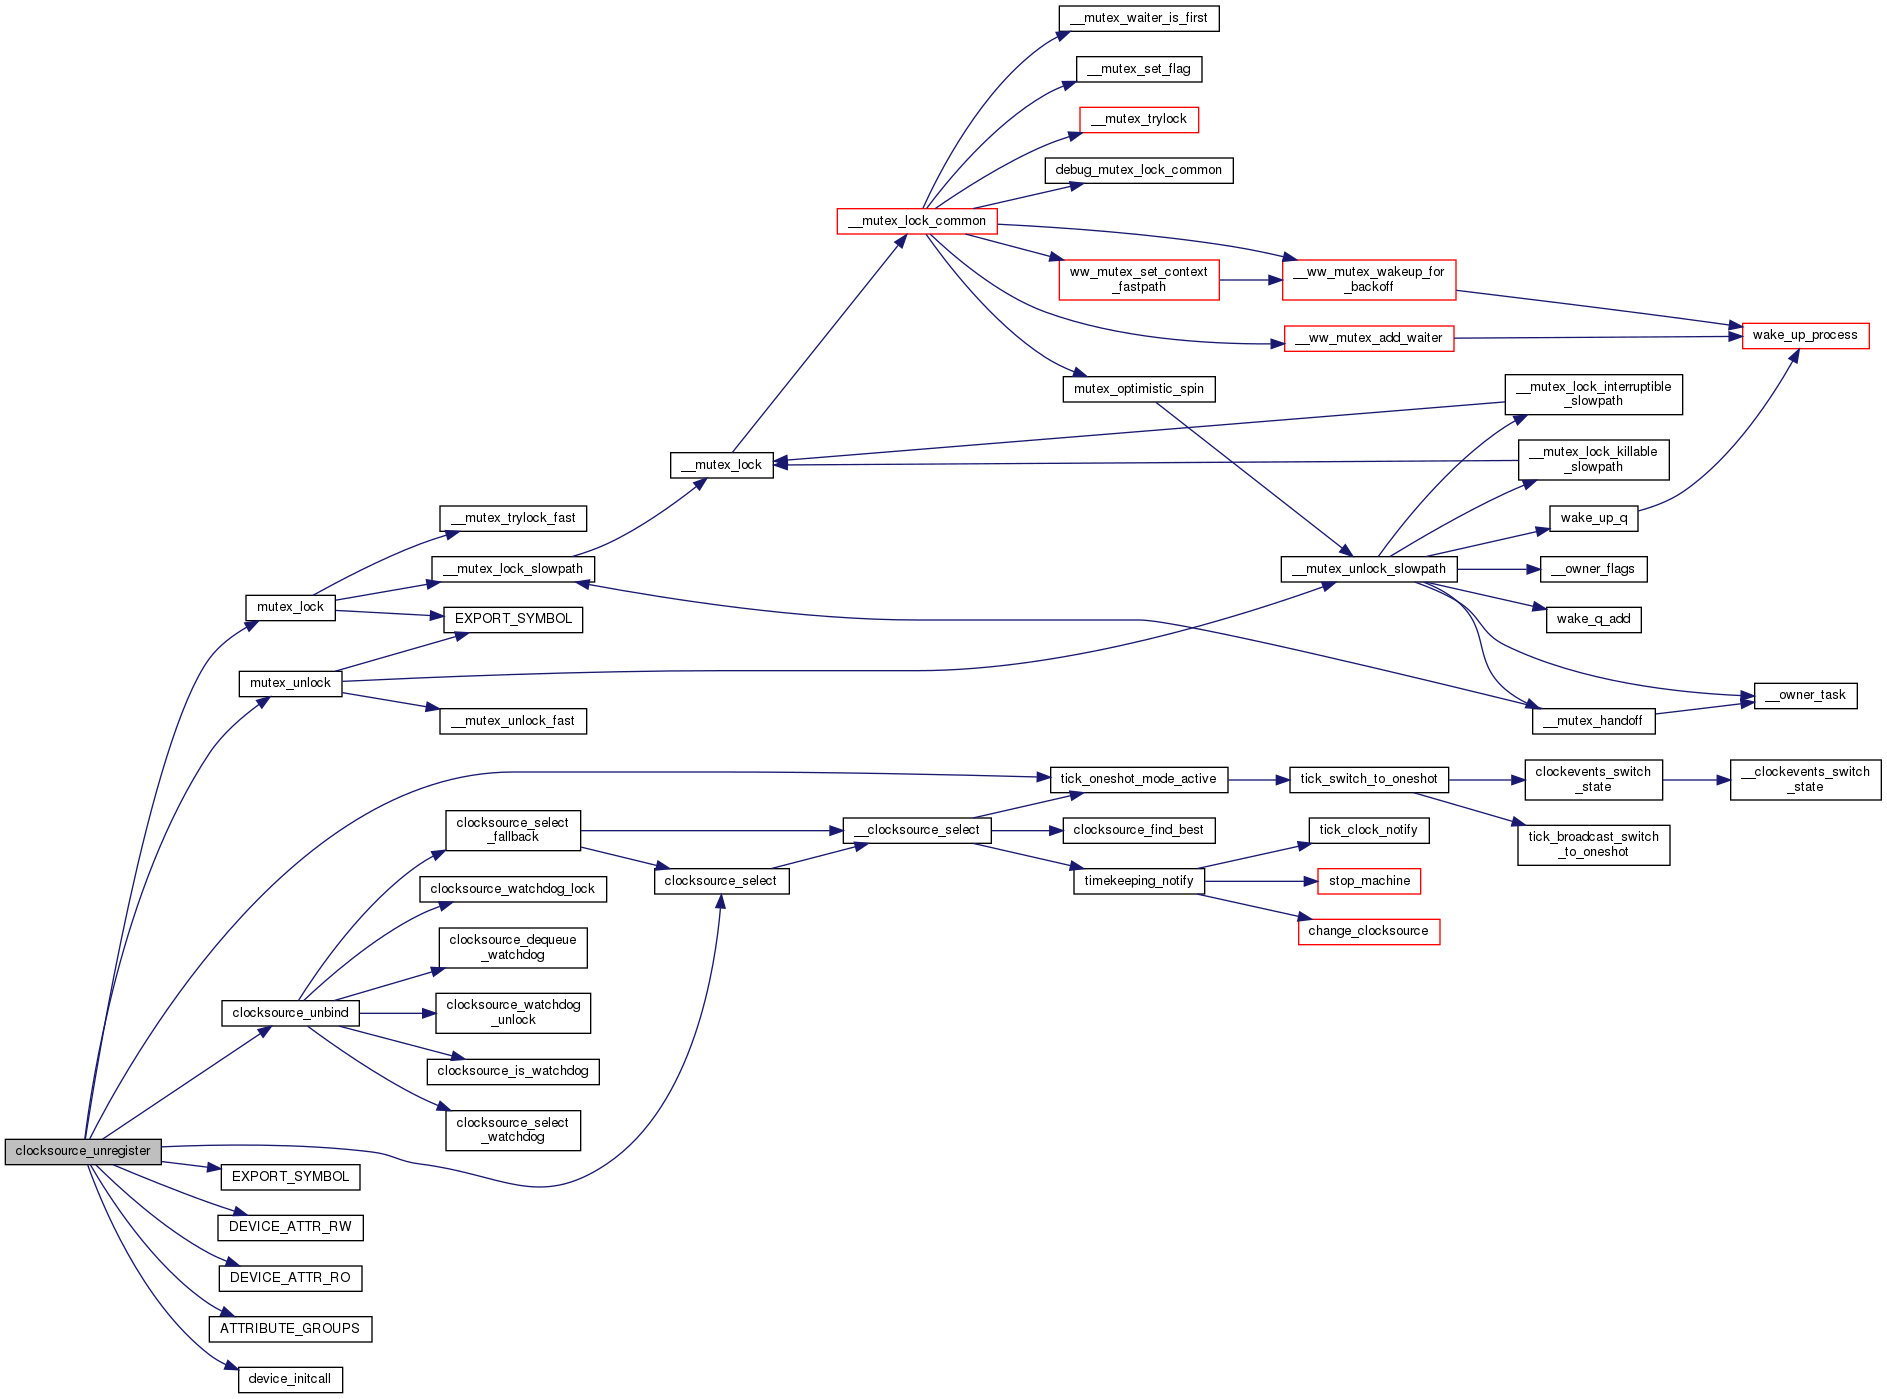 __mutex_waiter_is_first
__mutex_set_flag
__mutex_trylock
debug_mutex_lock_common
__mutex_lock_common
ww_mutex_set_context
_fastpath
__ww_mutex_wakeup_for
_backoff
__ww_mutex_add_waiter
wake_up_process
mutex_optimistic_spin
__mutex_lock_interruptible
_slowpath
__mutex_lock
__mutex_lock_killable
_slowpath
__mutex_trylock_fast
wake_up_q
__mutex_lock_slowpath
__mutex_unlock_slowpath
__owner_flags
mutex_lock
EXPORT_SYMBOL
wake_q_add
mutex_unlock
__owner_task
__mutex_unlock_fast
__mutex_handoff
tick_oneshot_mode_active
tick_switch_to_oneshot
clockevents_switch
_state
__clockevents_switch
_state
clocksource_select
_fallback
__clocksource_select
clocksource_find_best
tick_clock_notify
tick_broadcast_switch
_to_oneshot
clocksource_watchdog_lock
clocksource_select
timekeeping_notify
stop_machine
change_clocksource
clocksource_dequeue
_watchdog
clocksource_unbind
clocksource_watchdog
_unlock
clocksource_is_watchdog
clocksource_select
_watchdog
clocksource_unregister
EXPORT_SYMBOL
DEVICE_ATTR_RW
DEVICE_ATTR_RO
ATTRIBUTE_GROUPS
device_initcall